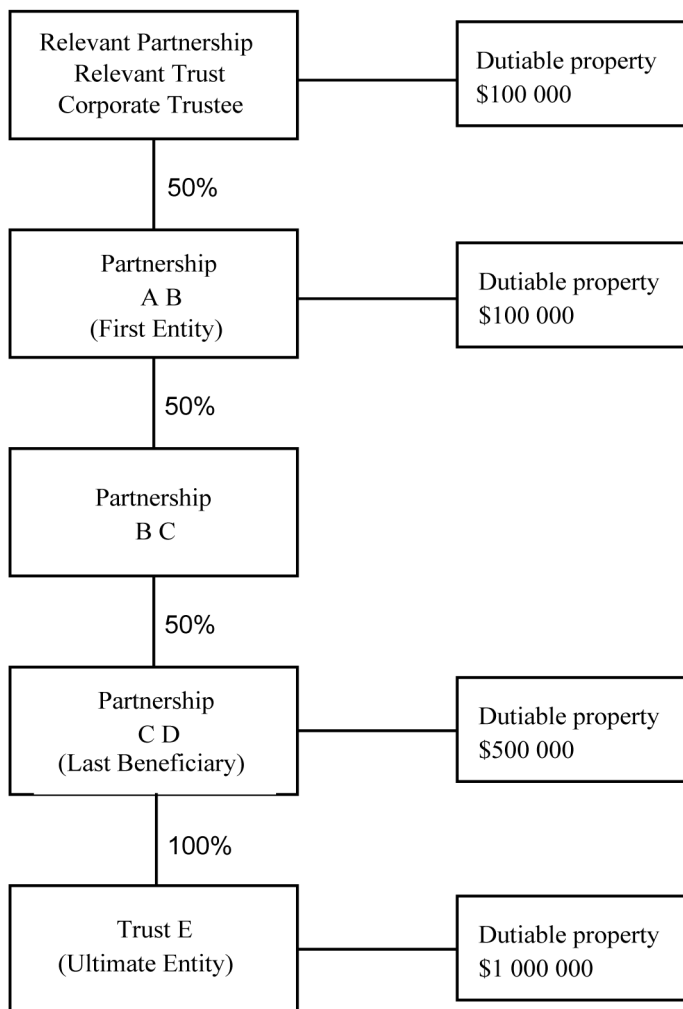 Relevant Partnership
Relevant Trust
Corporate Trustee
Dutiable property
$100 000
50%
Partnership
A B
(First Entity)
Dutiable property
$100 000
50%
Partnership
B C
50%
Partnership
C D
(Last Beneficiary)
Dutiable property
$500 000
100%
Trust E
(Ultimate Entity)
Dutiable property
$1 000 000